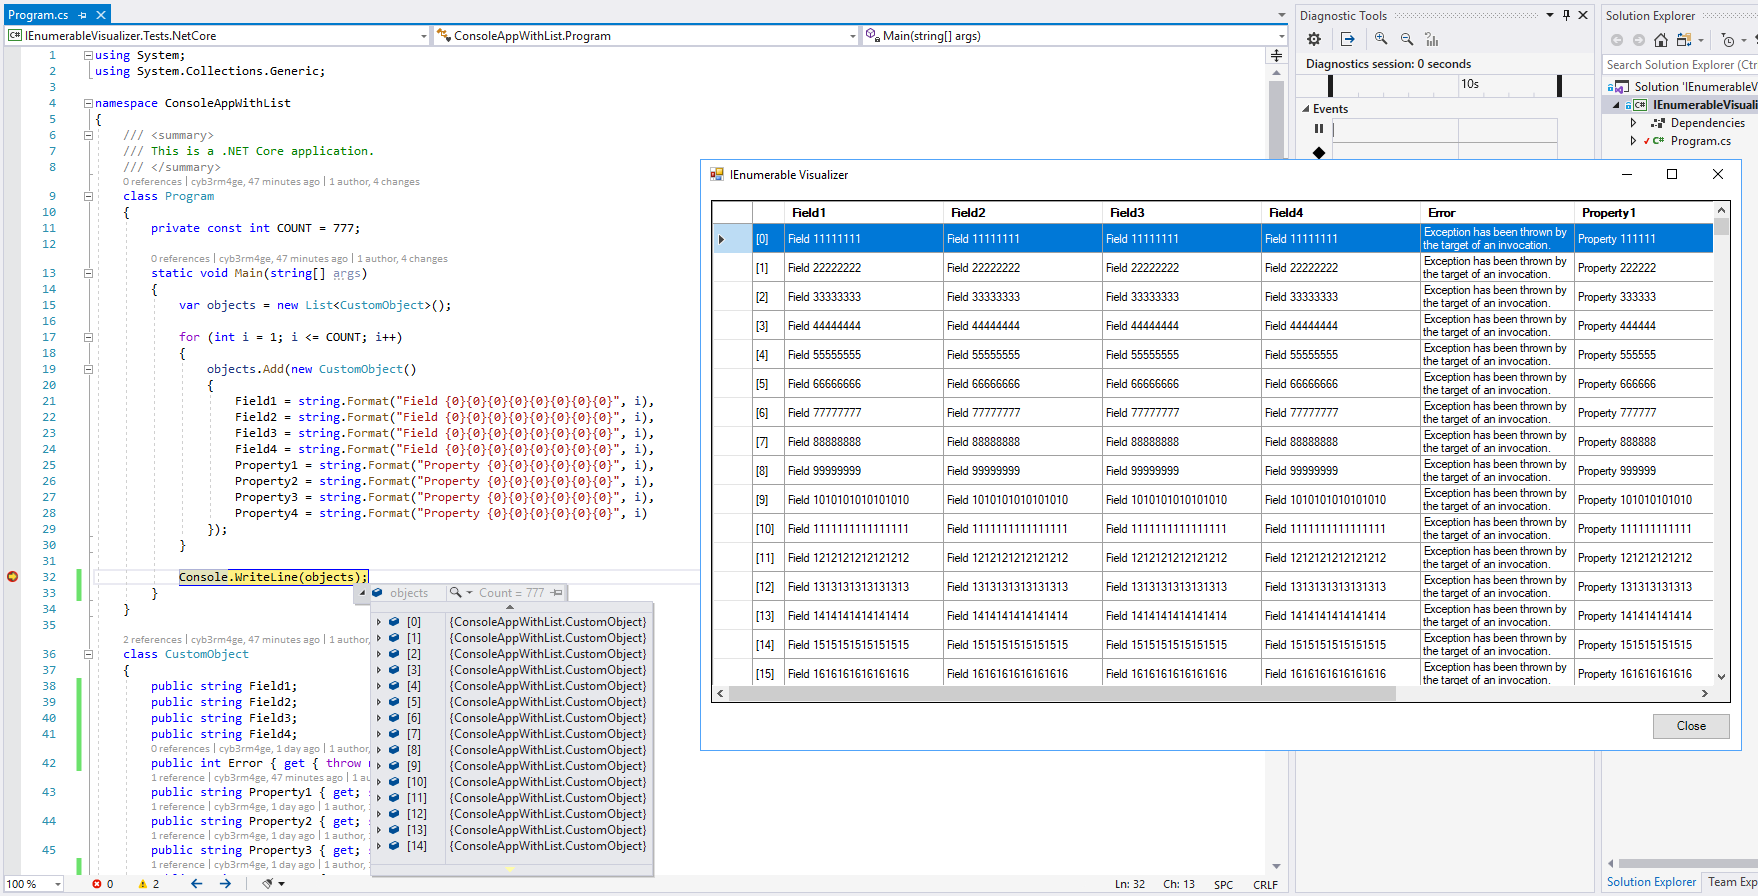 Program.cs
IEnumerableVisualizer.Tests.NetCore
ConsoleAppWithList.Program
Main(string[] args)
1 using System;
2 using System.Collections.Generic;
3
4 namespace ConsoleAppWithList
5 {
6 /// <summary>
7 /// This is a .NET Core application.
8 /// </summary>
0 references | cyb3rm4ge, 47 minutes ago | 1 author, 4 changes
9 class Program
10 {
11 private const int COUNT = 777;
12
0 references | cyb3rm4ge, 47 minutes ago | 1 author, 4 changes
13 static void Main(string[] args)
14 {
15 var objects = new List<CustomObject>();
16
17 for (int i = 1; i <= COUNT; i++)
18 {
19 objects.Add(new CustomObject()
20 {
21 Field1 = string.Format("Field {0}{0}{0}{0}{0}{0}{0}{0}", i),
22 Field2 = string.Format("Field {0}{0}{0}{0}{0}{0}{0}{0}", i),
23 Field3 = string.Format("Field {0}{0}{0}{0}{0}{0}{0}{0}", i),
24 Field4 = string.Format("Field {0}{0}{0}{0}{0}{0}{0}{0}", i),
25 Property1 = string.Format("Property {0}{0}{0}{0}{0}{0}", i),
26 Property2 = string.Format("Property {0}{0}{0}{0}{0}{0}", i),
27 Property3 = string.Format("Property {0}{0}{0}{0}{0}{0}", i),
28 Property4 = string.Format("Property {0}{0}{0}{0}{0}{0}", i)
29 });
30 }
31
32 Console.WriteLine(objects);
33 }
34 }
35
2 references | cyb3rm4ge, 47 minutes ago | 1 author,
36 class CustomObject
37 {
38 public string Field1;
39 public string Field2;
40 public string Field3;
41 public string Field4;
0 references | cyb3rm4ge, 1 day ago | 1 author,
42 public int Error { get { throw
1 reference | cyb3rm4ge, 47 minutes ago | 1 au
43 public string Property1 { get;
1 reference | cyb3rm4ge, 1 day ago | 1 author,
44 public string Property2 { get;
1 reference | cyb3rm4ge, 1 day ago | 1 author,
45 public string Property3 { get;
1 reference | cyb3rm4ge, 1 day ago | 1 author,
objects Count = 777
[0] {ConsoleAppWithList.CustomObject}
[1] {ConsoleAppWithList.CustomObject}
[2] {ConsoleAppWithList.CustomObject}
[3] {ConsoleAppWithList.CustomObject}
[4] {ConsoleAppWithList.CustomObject}
[5] {ConsoleAppWithList.CustomObject}
[6] {ConsoleAppWithList.CustomObject}
[7] {ConsoleAppWithList.CustomObject}
[8] {ConsoleAppWithList.CustomObject}
[9] {ConsoleAppWithList.CustomObject}
[10] {ConsoleAppWithList.CustomObject}
[11] {ConsoleAppWithList.CustomObject}
[12] {ConsoleAppWithList.CustomObject}
[13] {ConsoleAppWithList.CustomObject}
[14] {ConsoleAppWithList.CustomObject}
100 % 0 2
Ln: 32 Ch: 13 SPC CRLF
Diagnostic Tools
Diagnostics session: 0 seconds
10s
Events
Solution Explorer
Search Solution Explorer (Ctr
Solution 'IEnumerableV
IEnumerableVisuali
Dependencies
Program.cs
IEnumerable Visualizer
Field1 Field2 Field3 Field4 Error Property1
[0] Field 11111111 Field 11111111 Field 11111111 Field 11111111 Exception has been thrown by the target of an invocation. Property 111111
[1] Field 22222222 Field 22222222 Field 22222222 Field 22222222 Exception has been thrown by the target of an invocation. Property 222222
[2] Field 33333333 Field 33333333 Field 33333333 Field 33333333 Exception has been thrown by the target of an invocation. Property 333333
[3] Field 44444444 Field 44444444 Field 44444444 Field 44444444 Exception has been thrown by the target of an invocation. Property 444444
[4] Field 55555555 Field 55555555 Field 55555555 Field 55555555 Exception has been thrown by the target of an invocation. Property 555555
[5] Field 66666666 Field 66666666 Field 66666666 Field 66666666 Exception has been thrown by the target of an invocation. Property 666666
[6] Field 77777777 Field 77777777 Field 77777777 Field 77777777 Exception has been thrown by the target of an invocation. Property 777777
[7] Field 88888888 Field 88888888 Field 88888888 Field 88888888 Exception has been thrown by the target of an invocation. Property 888888
[8] Field 99999999 Field 99999999 Field 99999999 Field 99999999 Exception has been thrown by the target of an invocation. Property 999999
[9] Field 1010101010101010 Field 1010101010101010 Field 1010101010101010 Field 1010101010101010 Exception has been thrown by the target of an invocation. Property 101010101010
[10] Field 1111111111111111 Field 1111111111111111 Field 1111111111111111 Field 1111111111111111 Exception has been thrown by the target of an invocation. Property 111111111111
[11] Field 1212121212121212 Field 1212121212121212 Field 1212121212121212 Field 1212121212121212 Exception has been thrown by the target of an invocation. Property 121212121212
[12] Field 1313131313131313 Field 1313131313131313 Field 1313131313131313 Field 1313131313131313 Exception has been thrown by the target of an invocation. Property 131313131313
[13] Field 1414141414141414 Field 1414141414141414 Field 1414141414141414 Field 1414141414141414 Exception has been thrown by the target of an invocation. Property 141414141414
[14] Field 1515151515151515 Field 1515151515151515 Field 1515151515151515 Field 1515151515151515 Exception has been thrown by the target of an invocation. Property 151515151515
[15] Field 1616161616161616 Field 1616161616161616 Field 1616161616161616 Field 1616161616161616 Exception has been thrown by the target of an invocation. Property 161616161616
Close
Solution Explorer Team Exp